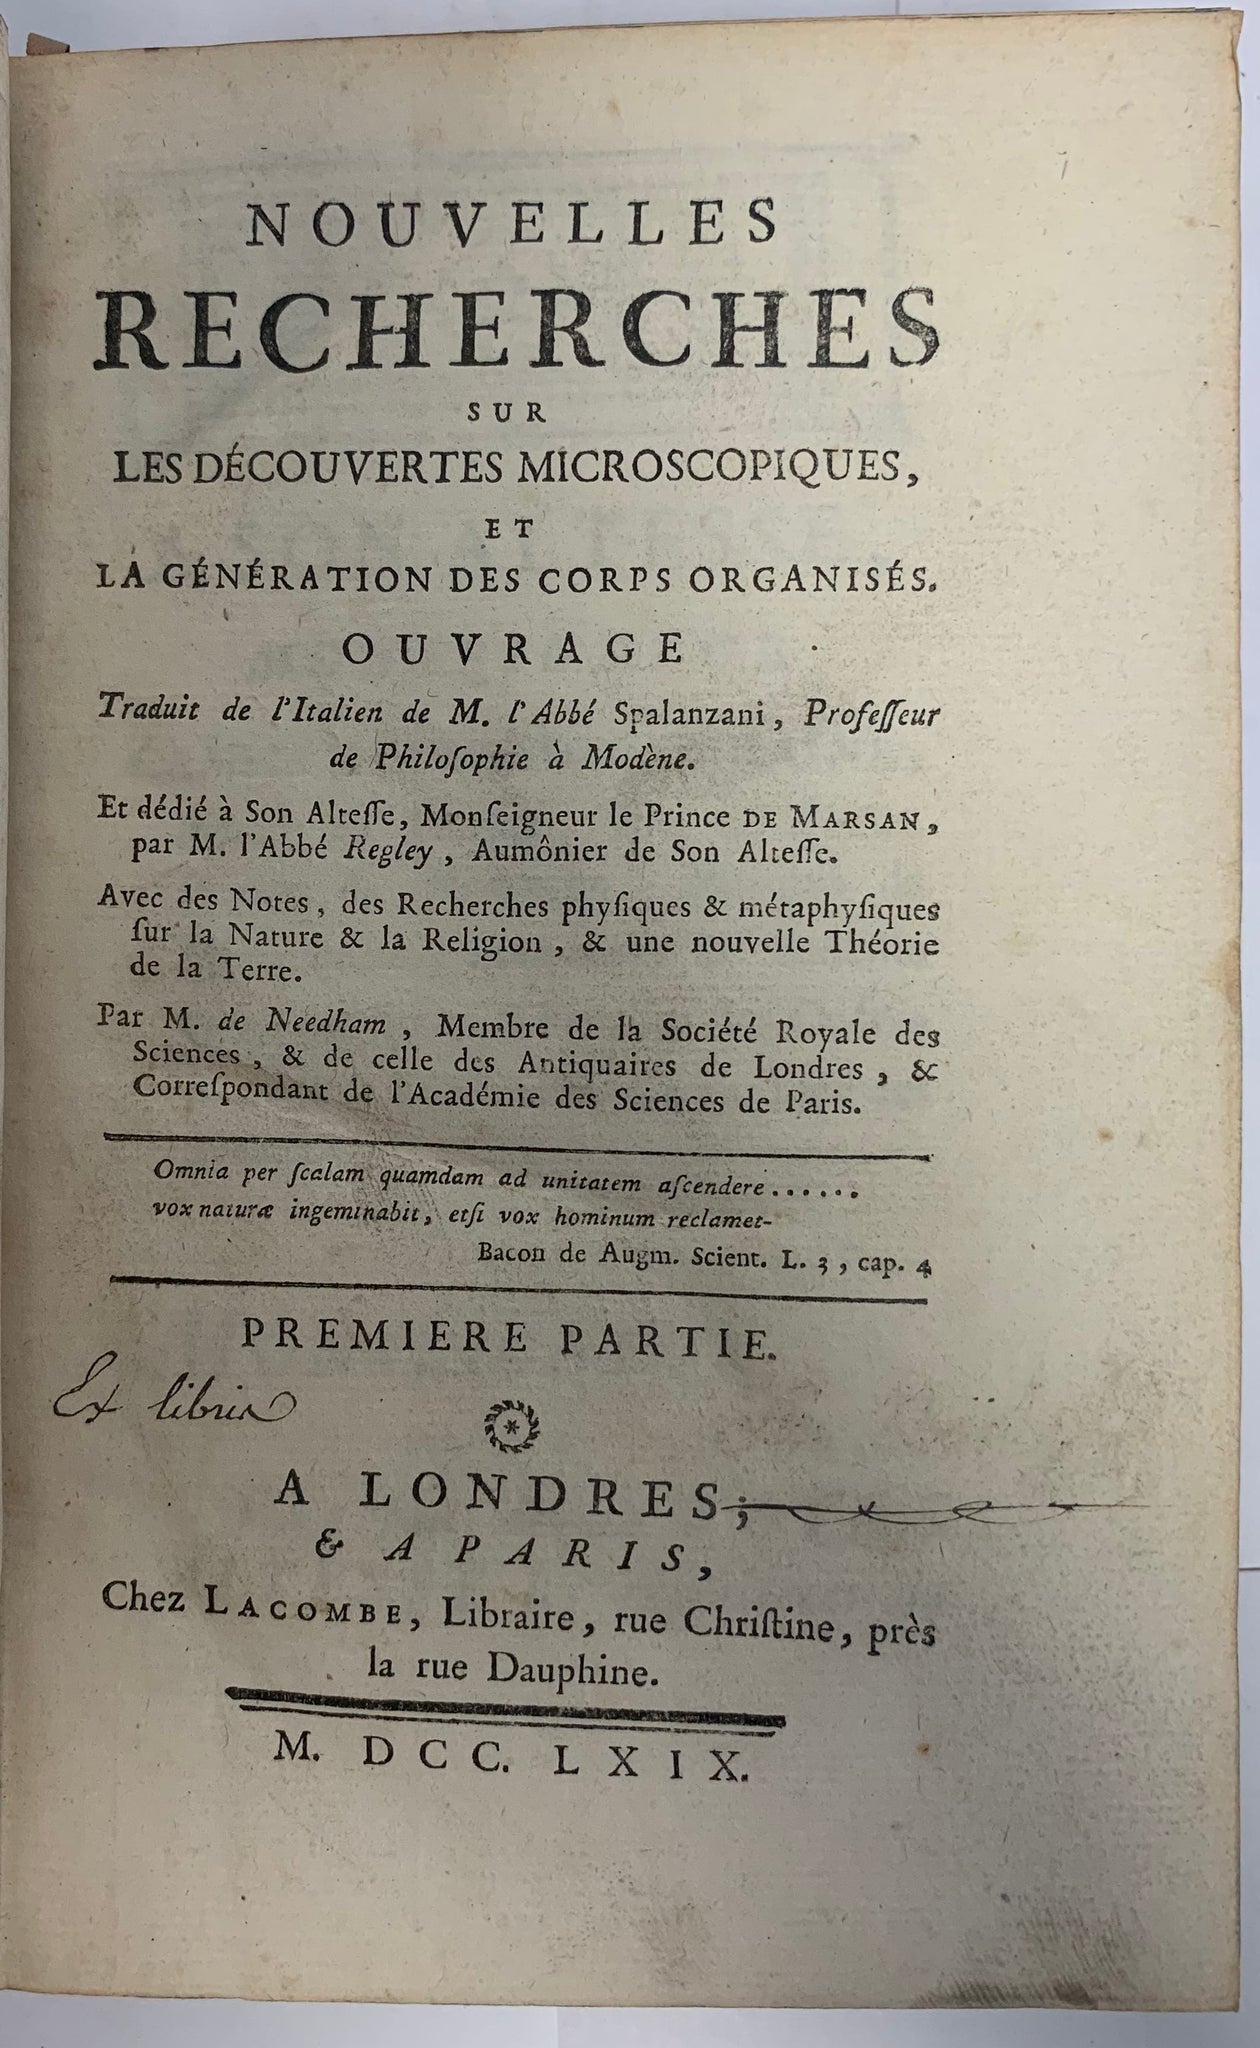 NOUVELLES
RECHERCHES
SUR
LES DÉCOUVERTES MICROSCOPIQUES,
ET
LA GÉNÉRATION DES CORPS ORGANISÉS.
OUVRAGE
Traduit de l'Italien de M. l'Abbé Spalanzani, Profeſſeur
de Philoſophie à Modène.
Et dédié à Son Alteſſe, Monſeigneur le Prince DE MARSAN,
par M. l'Abbé Regley, Aumônier de Son Alteſſe.
Avec des Notes, des Recherches phyſiques & métaphyſiques
ſur la Nature & la Religion, & une nouvelle Théorie
de la Terre.
Par M. de Needham, Membre de la Société Royale des
Sciences, & de celle des Antiquaires de Londres, &
Correſpondant de l'Académie des Sciences de Paris.
Omnia per ſcalam quamdam ad unitatem aſcendere......
vox naturæ ingeminabit, etſi vox hominum reclamet-
Bacon de Augm. Scient. L. 3, cap. 4
PREMIERE PARTIE.
Ex libris
A LONDRES;
& A PARIS,
Chez LACOMBE, Libraire, rue Chriſtine, près
la rue Dauphine.
M. DCC. LXIX.